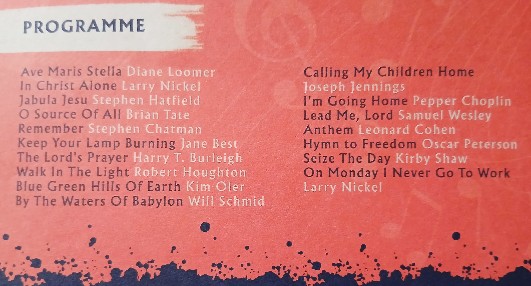 PROGRAMME
Ave Maris Stella Diane Loomer
In Christ Alone Larry Nickel
Jabula Jesu Stephen Hatfield
O Source Of All Brian Tate
Remember Stephen Chatman
Keep Your Lamp Burning Jane Best
The Lord's Prayer Harry T. Burleigh
Walk In The Light Robert Houghton
Blue Green Hills Of Earth Kim Oler
By The Waters Of Babylon Will Schmid
Calling My Children Home
Joseph Jennings
I'm Going Home Pepper Choplin
Lead Me, Lord Samuel Wesley
Anthem Leonard Cohen
Hymn to Freedom Oscar Peterson
Seize The Day Kirby Shaw
On Monday I Never Go To Work
Larry Nickel